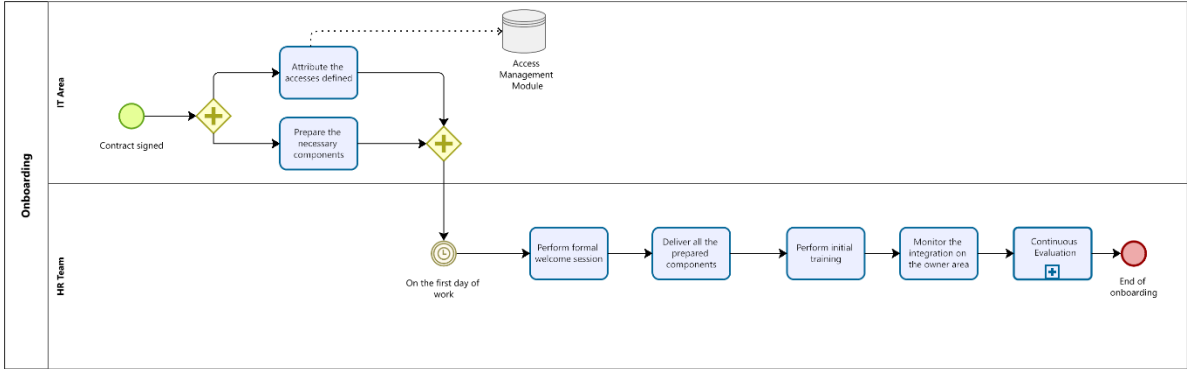 Onboarding
IT Area
Contract signed
Attribute the
accesses defined
Prepare the
necessary
components
Access
Management
Module
HR Team
On the first day of
work
Perform formal
welcome session
Deliver all the
prepared
components
Perform initial
training
Monitor the
integration on
the owner area
Continuous
Evaluation
End of
onboarding